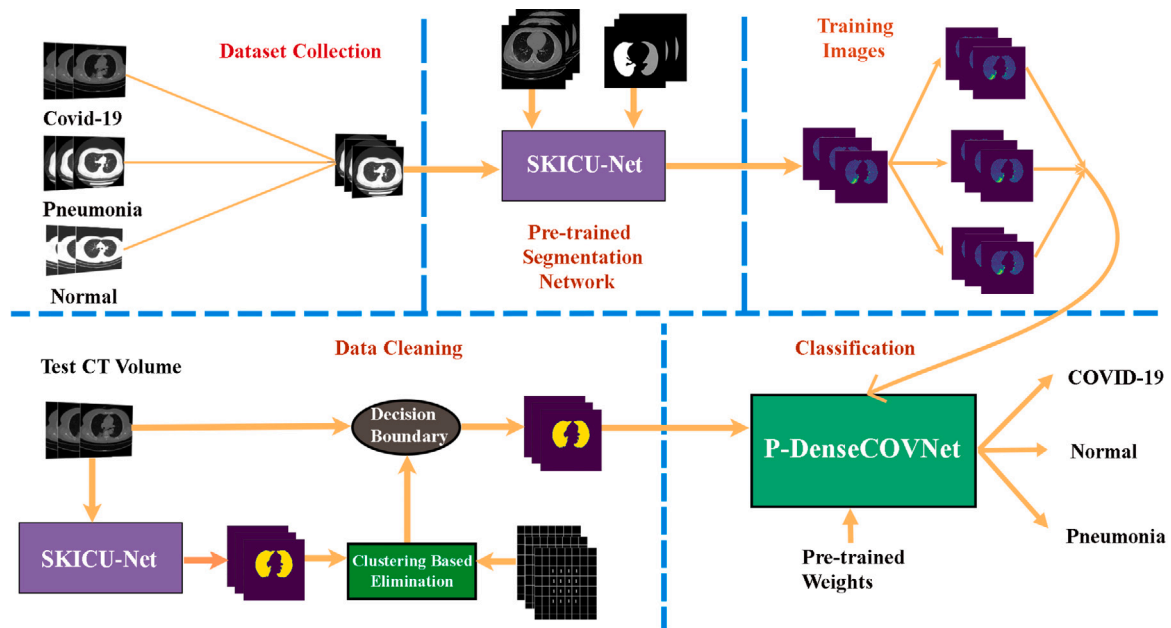 Dataset Collection
Covid-19
Pneumonia
Normal
SKICU-Net
Pre-trained
Segmentation
Network
Training
Images
Data Cleaning
Test CT Volume
Decision
Boundary
SKICU-Net
Clustering Based
Elimination
Classification
P-DenseCOVNet
Pre-trained
Weights
COVID-19
Normal
Pneumonia